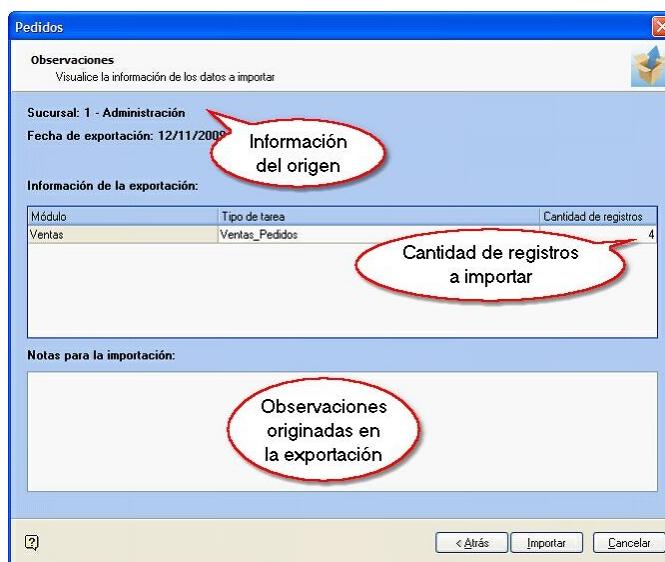 Pedidos
Observaciones
Visualice la información de los datos a importar
Sucursal: 1 - Administración
Fecha de exportación: 12/11/2009
Información
del origen
Información de la exportación:
Módulo Tipo de tarea Cantidad de registros
Ventas Ventas_Pedidos 4
Cantidad de registros
a importar
Notas para la importación:
Observaciones
originadas en
la exportación
< Atrás Importar Cancelar